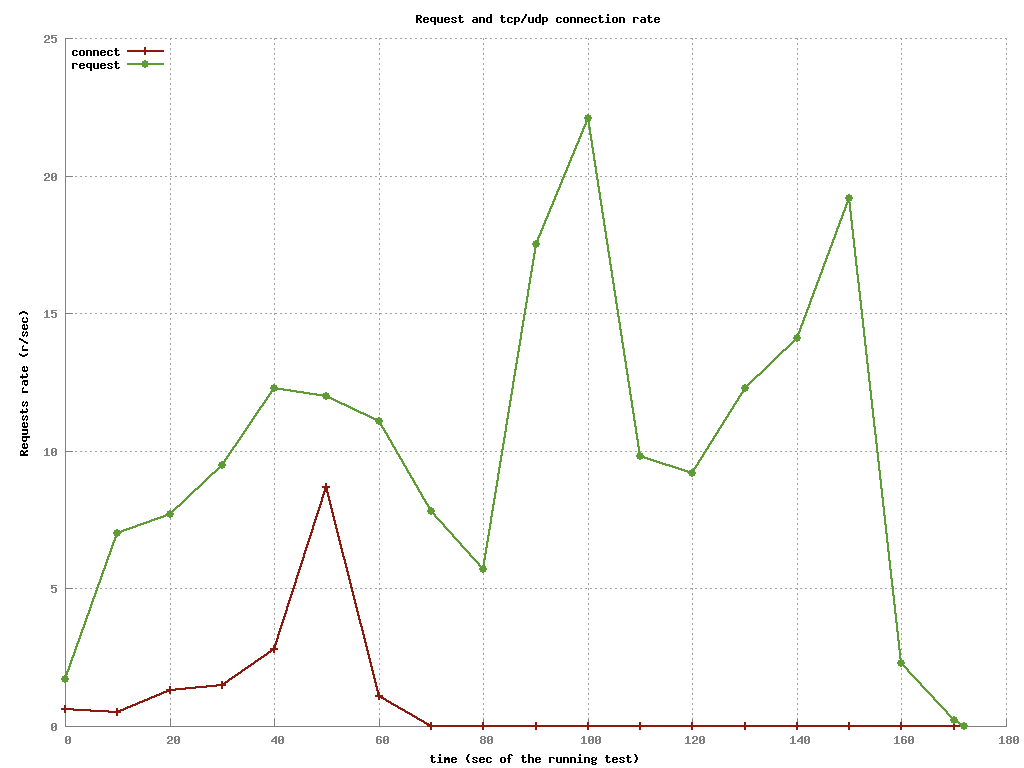 Request and tcp/udp connection rate
25
connect
request
20
15
Requests rate (r/sec)
10
5
0
0 20 40 60 80 100 120 140 160 180
time (sec of the running test)